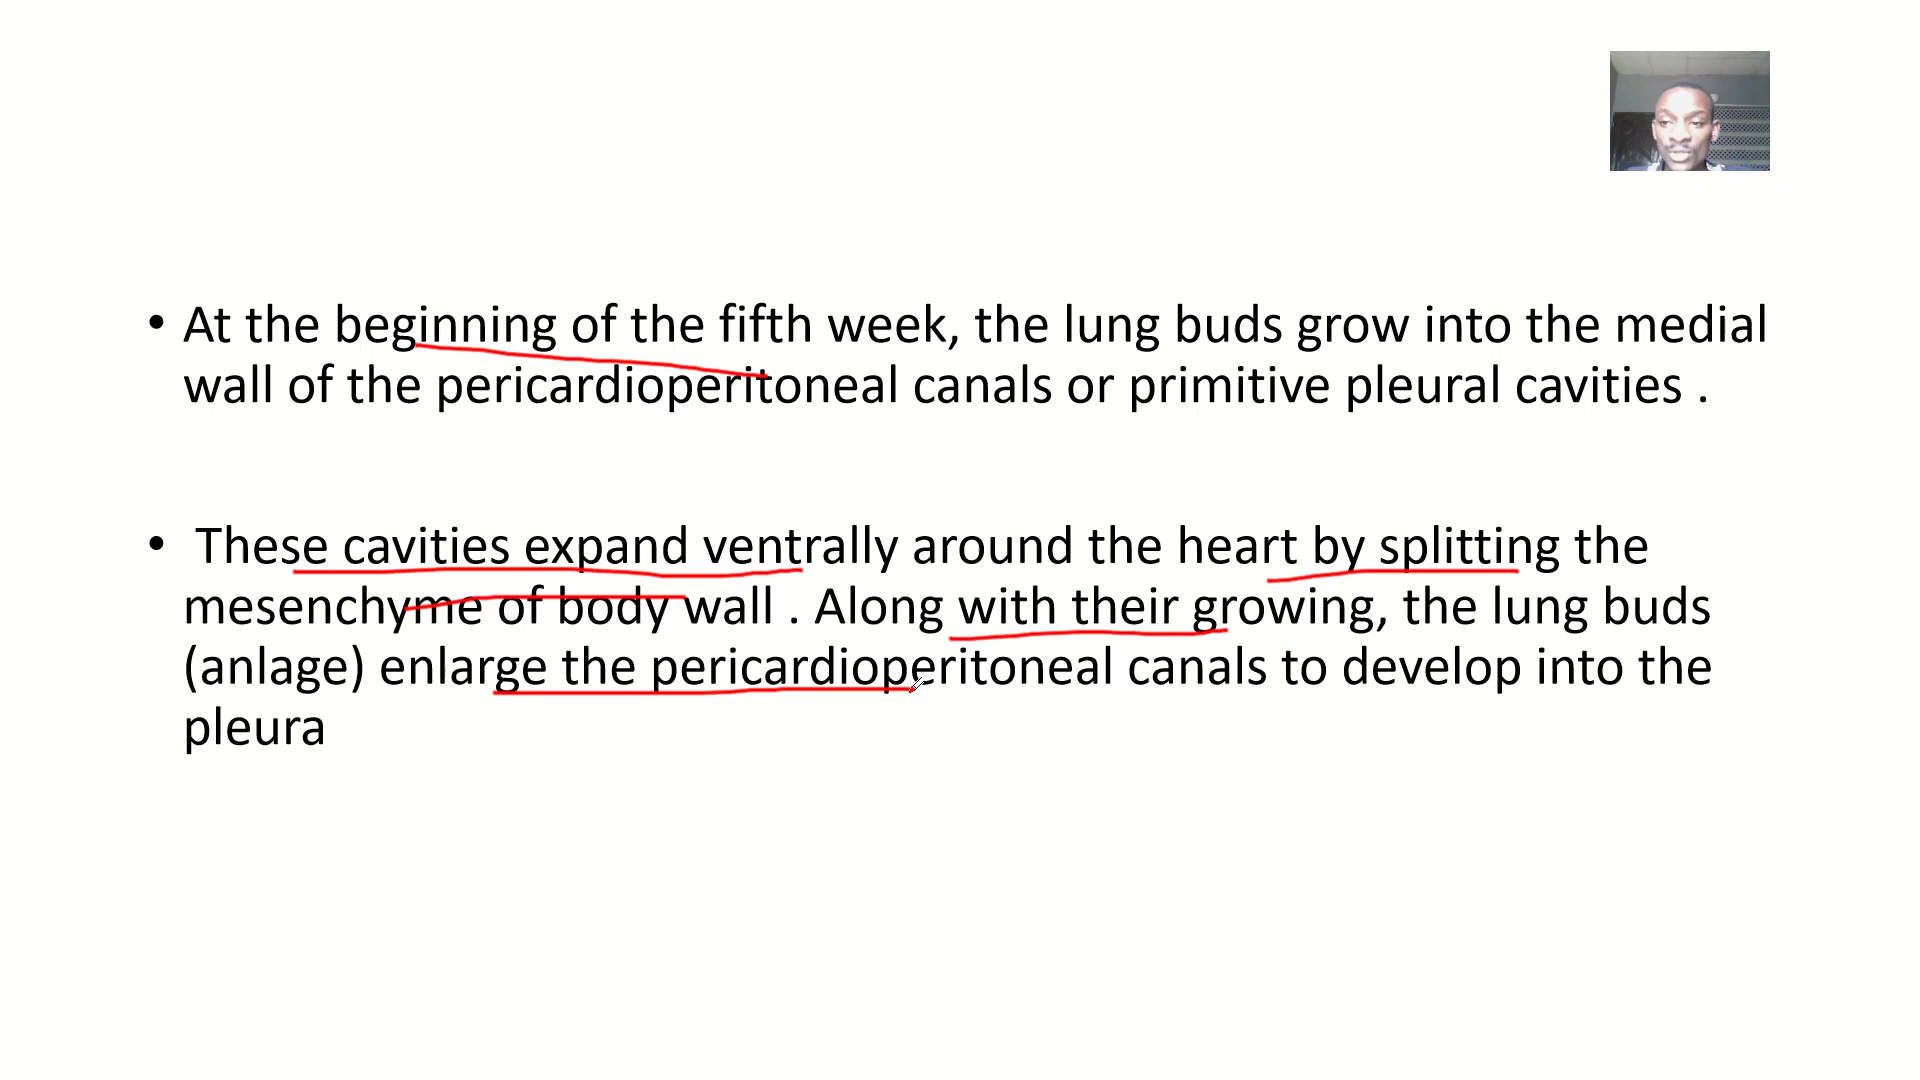 • At the beginning of the fifth week, the lung buds grow into the medial
wall of the pericardioperitoneal canals or primitive pleural cavities .
• These cavities expand ventrally around the heart by splitting the
mesenchyme of body wall . Along with their growing, the lung buds
(anlage) enlarge the pericardioperitoneal canals to develop into the
pleura